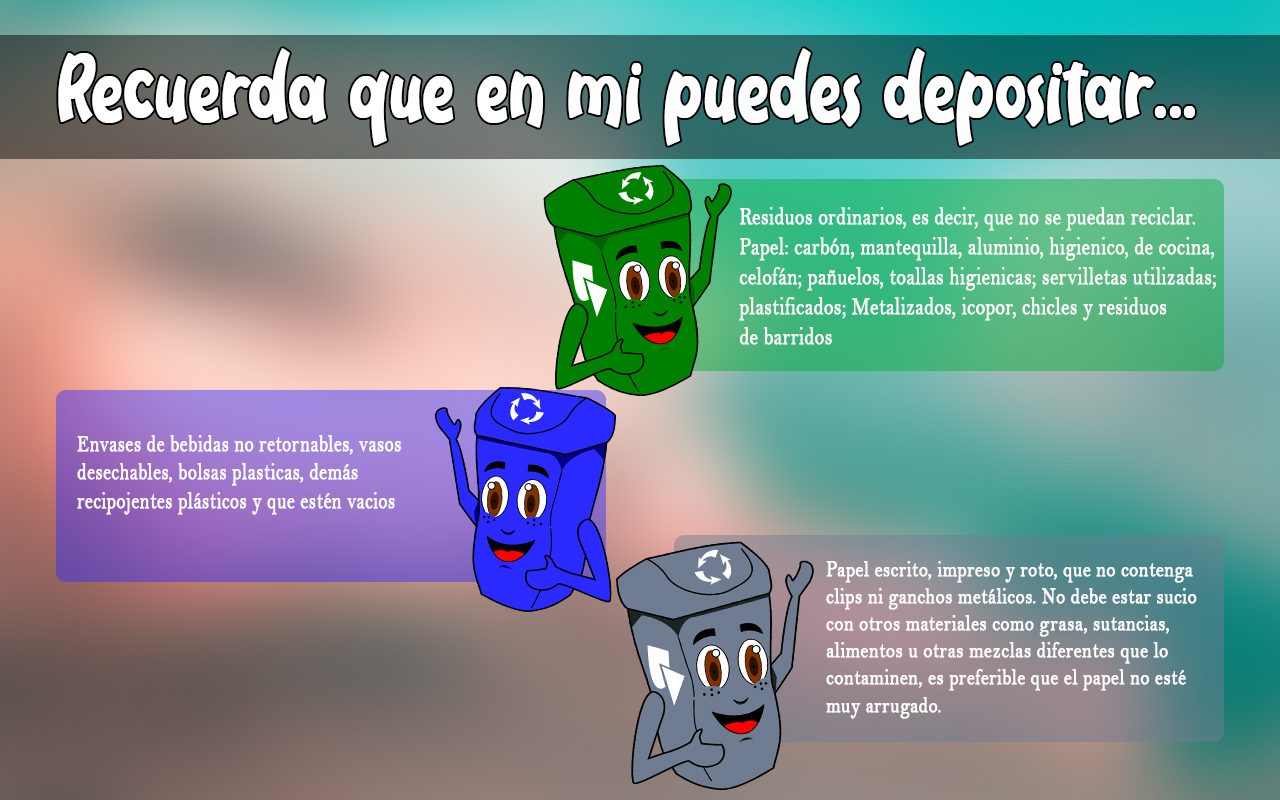 Recuerda que en mi puedes depositar...
Residuos ordinarios, es decir, que no se puedan reciclar.
Papel: carbón, mantequilla, aluminio, higienico, de cocina,
celofán; pañuelos, toallas higienicas; servilletas utilizadas;
plastificados; Metalizados, icopor, chicles y residuos
de barridos
Envases de bebidas no retornables, vasos
desechables, bolsas plasticas, demás
recipojentes plásticos y que estén vacios
Papel escrito, impreso y roto, que no contenga
clips ni ganchos metálicos. No debe estar sucio
con otros materiales como grasa, sutancias,
alimentos u otras mezclas diferentes que lo
contaminen, es preferible que el papel no esté
muy arrugado.